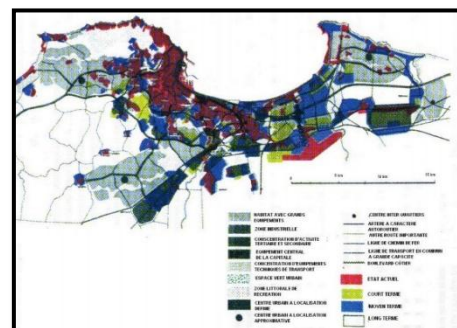 HABITAT AVEC GRANDS
EQUIPEMENTS
ZONE INDUSTRIELLE
CONCENTRATION D'ACTIVITE
TERTIAIRE ET SECONDAIRE
EQUIPEMENT CENTRAL
DE LA CAPITALE
CONCENTRATION D'EQUIPEMENTS
TECHNIQUES DE TRANSPORT
ESPACE VERT URBAIN
ZONE LITTORALE DE
RECREATION
CENTRE URBAIN A LOCALISATION
CENTRE URBAIN A LOCALISATION
APPROXIMATIVE
CENTRE INTER QUARTIERS
ARTERE A CARACTERE
AUTOROUTIER
ROUTE IMPORTANTE
LIGNE DE CHEMIN DE FER
LIGNE DE TRANSPORT EN COMMUN
A GRANDE CAPACITE
BOULEVARD COTIER
ETAT ACTUEL
COURT TERME
MOYEN TERME
LONG TERME